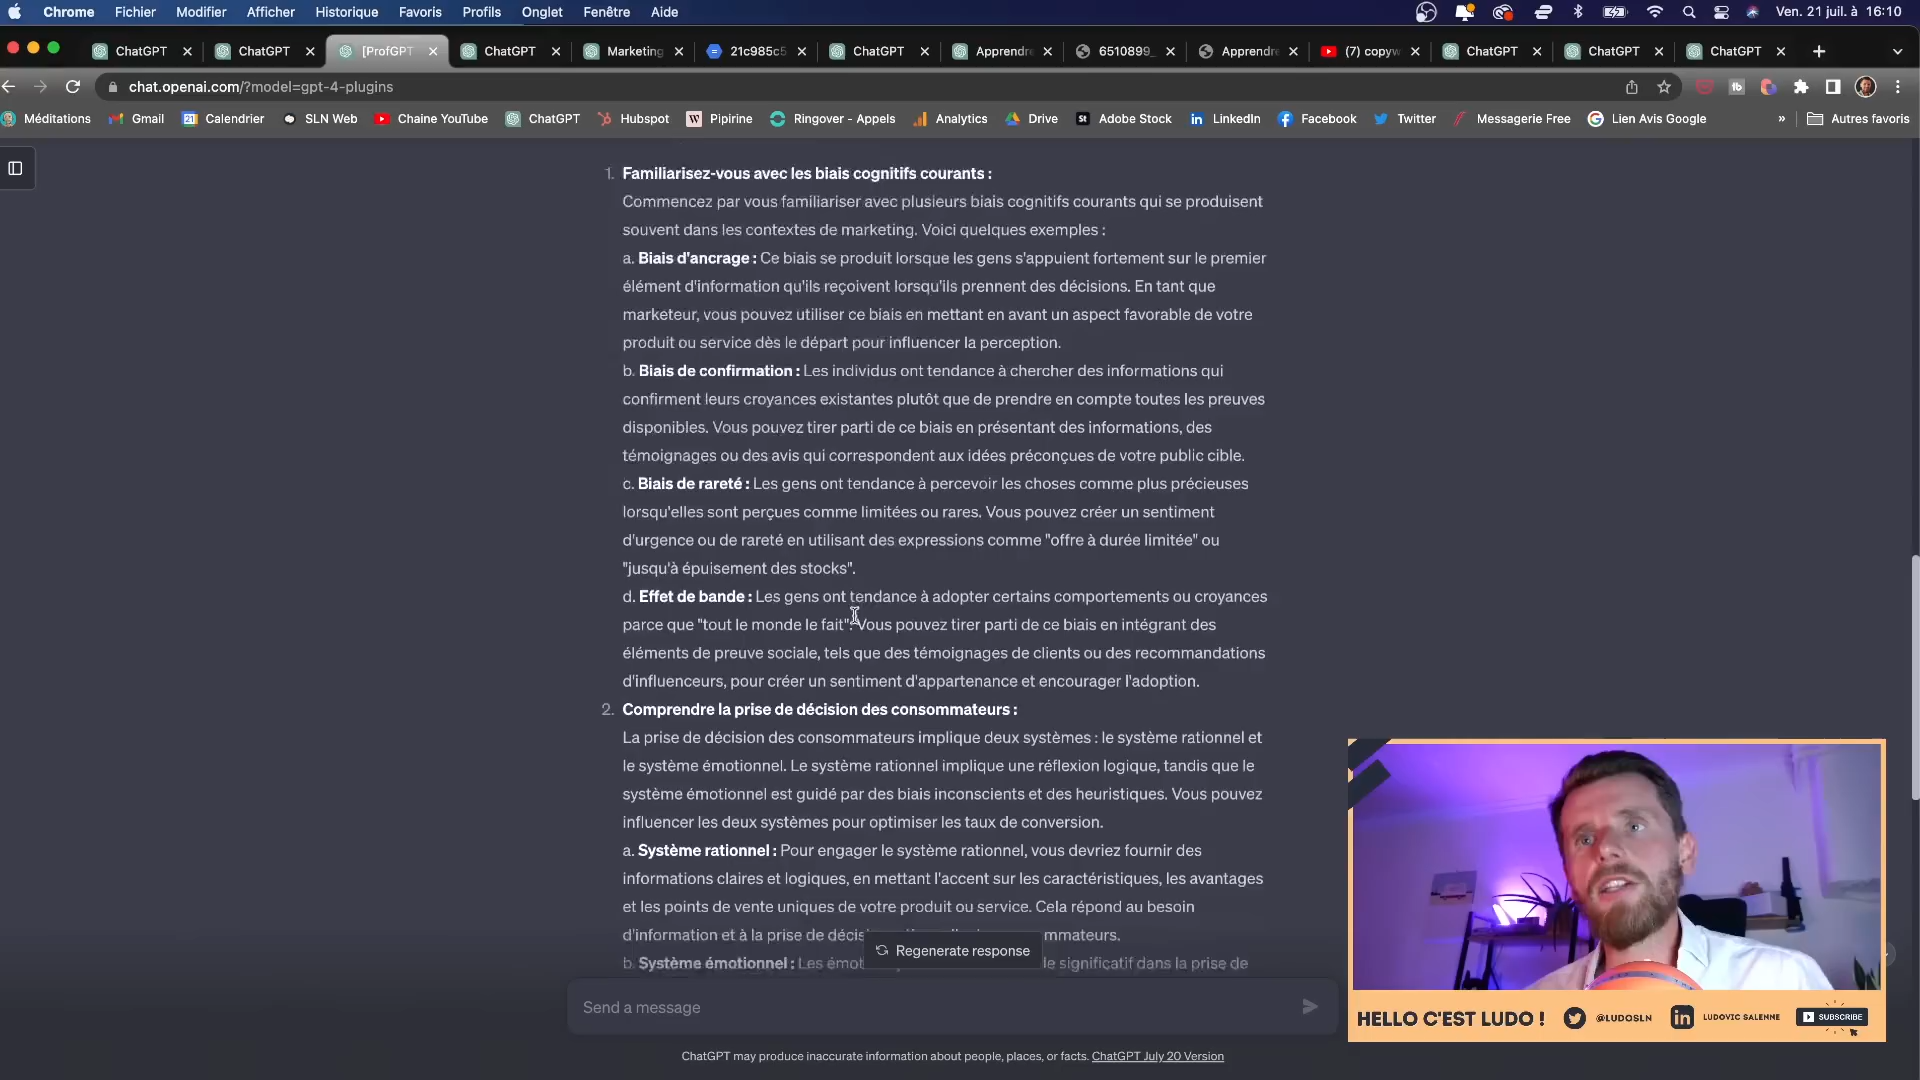 Chrome Fichier Modifier Afficher Historique Favoris Profils Onglet Fenêtre Aide Ven. 21 juil. à 16:10
ChatGPT ChatGPT [ProfGPT ChatGPT Marketing 21c985c5 ChatGPT Apprendre 6510899_ Apprendre (7) copyw ChatGPT ChatGPT ChatGPT
chat.openai.com/?model=gpt-4-plugins
Méditations Gmail Calendrier SLN Web Chaine YouTube ChatGPT Hubspot Pipirine Ringover - Appels Analytics Drive Adobe Stock LinkedIn Facebook Twitter Messagerie Free Lien Avis Google » Autres favoris
1. Familiarisez-vous avec les biais cognitifs courants :
Commencez par vous familiariser avec plusieurs biais cognitifs courants qui se produisent
souvent dans les contextes de marketing. Voici quelques exemples :
a. Biais d'ancrage : Ce biais se produit lorsque les gens s'appuient fortement sur le premier
élément d'information qu'ils reçoivent lorsqu'ils prennent des décisions. En tant que
marketeur, vous pouvez utiliser ce biais en mettant en avant un aspect favorable de votre
produit ou service dès le départ pour influencer la perception.
b. Biais de confirmation : Les individus ont tendance à chercher des informations qui
confirment leurs croyances existantes plutôt que de prendre en compte toutes les preuves
disponibles. Vous pouvez tirer parti de ce biais en présentant des informations, des
témoignages ou des avis qui correspondent aux idées préconçues de votre public cible.
c. Biais de rareté : Les gens ont tendance à percevoir les choses comme plus précieuses
lorsqu'elles sont perçues comme limitées ou rares. Vous pouvez créer un sentiment
d'urgence ou de rareté en utilisant des expressions comme "offre à durée limitée" ou
"jusqu'à épuisement des stocks".
d. Effet de bande : Les gens ont tendance à adopter certains comportements ou croyances
parce que "tout le monde le fait". Vous pouvez tirer parti de ce biais en intégrant des
éléments de preuve sociale, tels que des témoignages de clients ou des recommandations
d'influenceurs, pour créer un sentiment d'appartenance et encourager l'adoption.
2. Comprendre la prise de décision des consommateurs :
La prise de décision des consommateurs implique deux systèmes : le système rationnel et
le système émotionnel. Le système rationnel implique une réflexion logique, tandis que le
système émotionnel est guidé par des biais inconscients et des heuristiques. Vous pouvez
influencer les deux systèmes pour optimiser les taux de conversion.
a. Système rationnel : Pour engager le système rationnel, vous devriez fournir des
informations claires et logiques, en mettant l'accent sur les caractéristiques, les avantages
et les points de vente uniques de votre produit ou service. Cela répond au besoin
d'information et à la prise de décis mmateurs.
Regenerate response
b. Système émotionnel : Les émot le significatif dans la prise de
Send a message
HELLO C'EST LUDO ! @LUDOSLN in LUDOVIC SALENNE SUBSCRIBE
ChatGPT may produce inaccurate information about people, places, or facts. ChatGPT July 20 Version